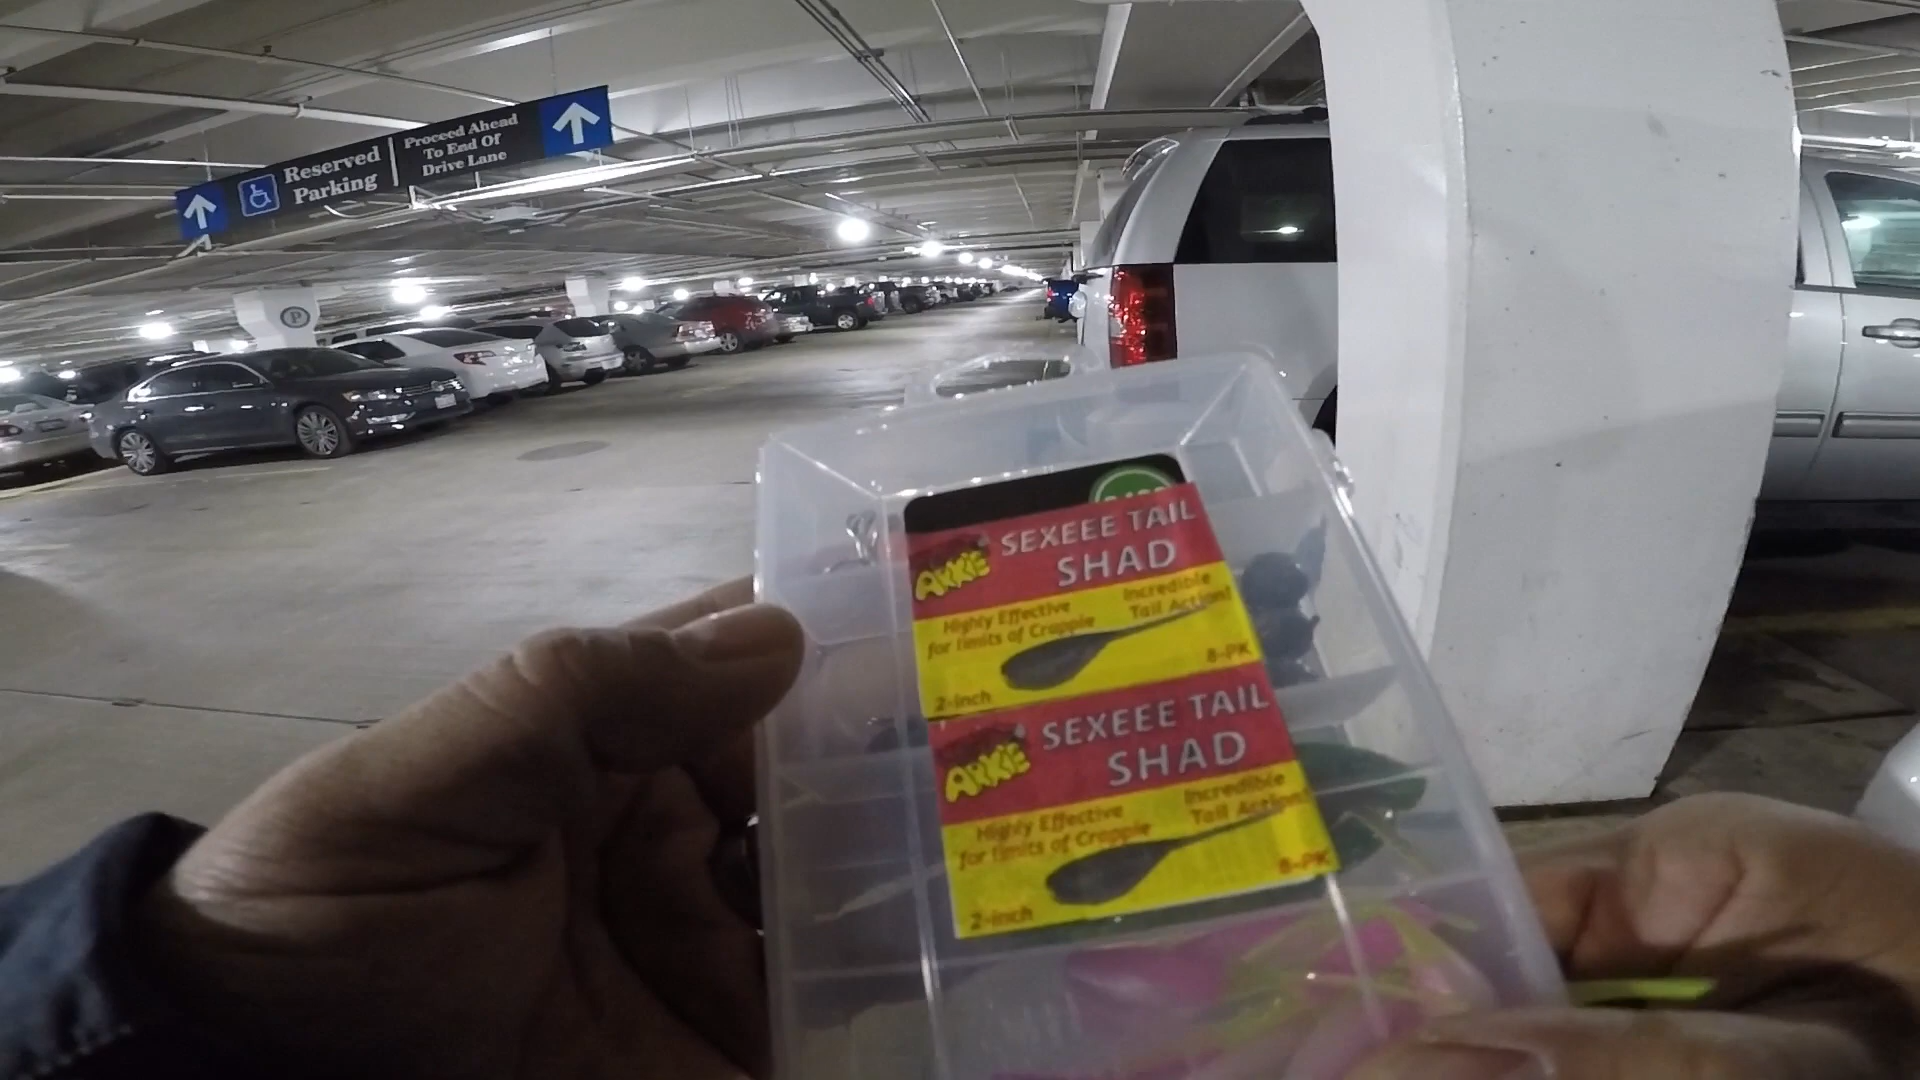 Reserved
Parking
Proceed Ahead
To End Of
Drive Lane
P
ARKIE
SEXEEE TAIL
SHAD
Highly Effective
for limits of Crappie
Incredible
Tail Action!
8-PK
2-inch
ARKIE
SEXEEE TAIL
SHAD
Highly Effective
for limits of Crappie
Incredible
Tail Action!
8-PK
2-inch